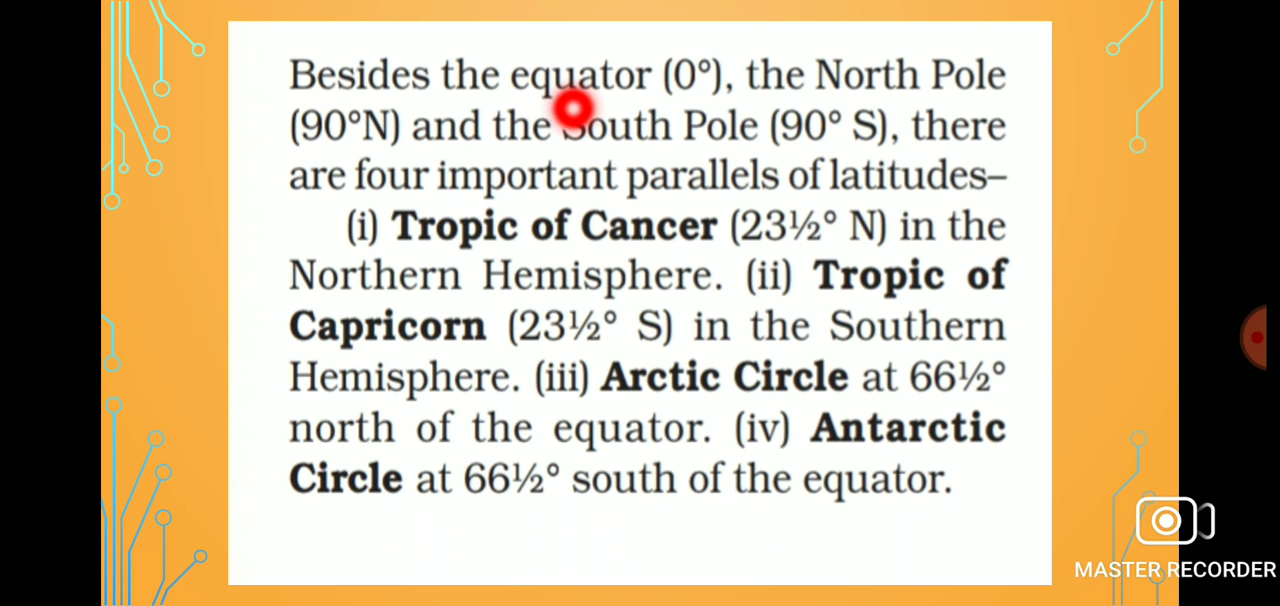 Besides the equator (0°), the North Pole
(90°N) and the South Pole (90° S), there
are four important parallels of latitudes–
(i) Tropic of Cancer (23½° N) in the
Northern Hemisphere. (ii) Tropic of
Capricorn (23½° S) in the Southern
Hemisphere. (iii) Arctic Circle at 66½°
north of the equator. (iv) Antarctic
Circle at 66½° south of the equator.
MASTER RECORDER